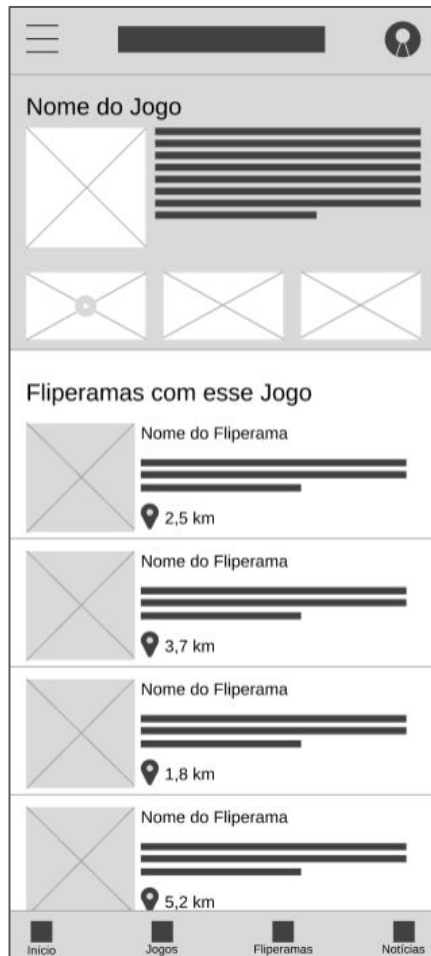 Nome do Jogo
Fliperamas com esse Jogo
Nome do Fliperama
2,5 km
Nome do Fliperama
3,7 km
Nome do Fliperama
1,8 km
Nome do Fliperama
5,2 km
Início
Jogos
Fliperamas
Notícias